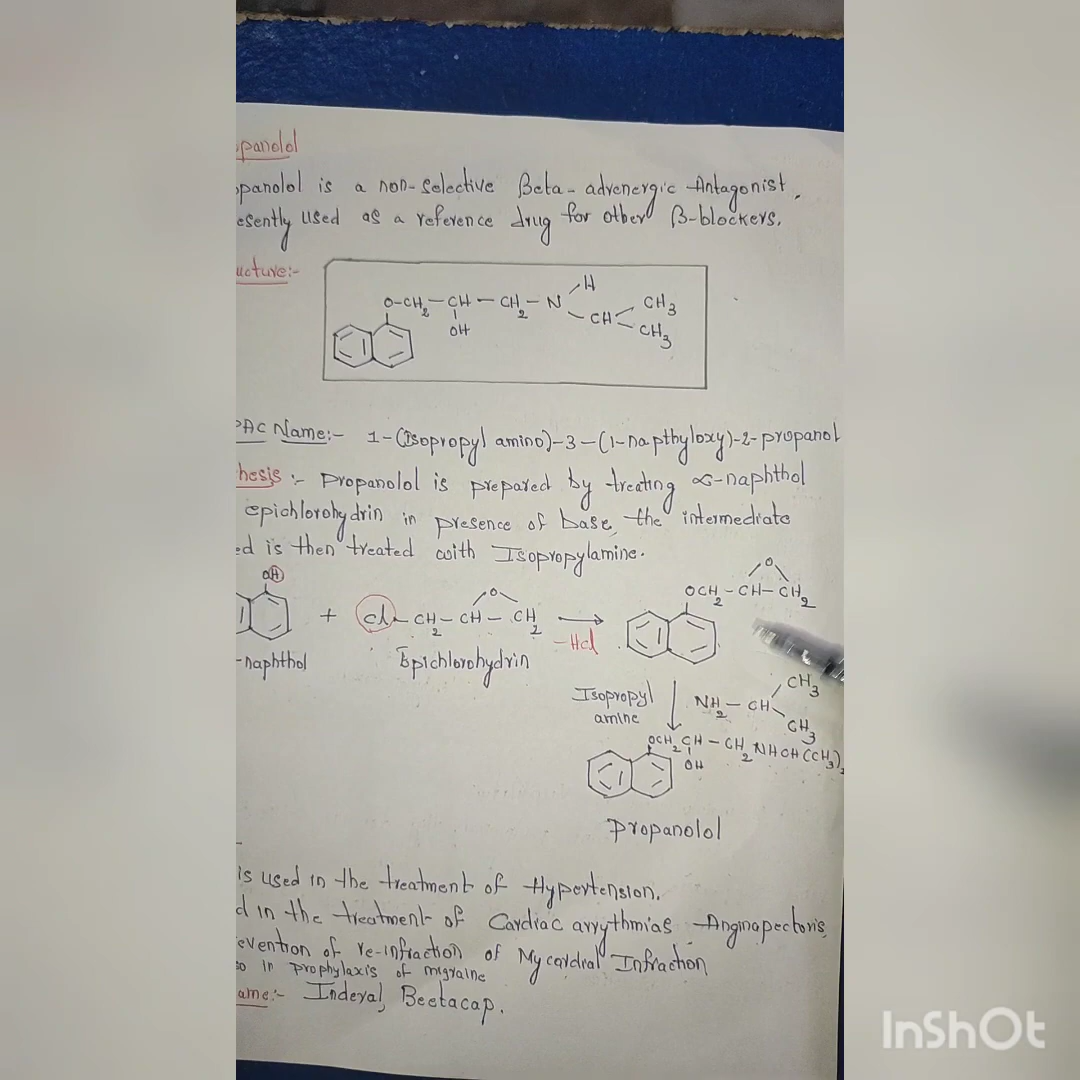 panolol
panolol is a non-selective Beta-adrenergic Antagonist.
esently used as a reference drug for other β-blockers.
ucture:-
O-CH2-CH-CH2-N
H
OH
CH
CH3
CH3
PAC Name:- 1-(Isopropyl amino)-3-(1-napthyloxy)-2-propanol
hesis :- Propanolol is prepared by treating α-naphthol
epichlorohydrin in presence of base, the intermediate
ed is then treated with Isopropylamine.
OH + Cl-CH2-CH-CH2
O
-Hcl
OCH2-CH-CH2
O
-naphthol
Epichlorohydrin
Isopropyl
amine
NH2-CH
CH3
CH3
OCH2CH-CH2NHCH(CH3)2
OH
Propanolol
is used in the treatment of Hypertension.
d in the treatment of Cardiac arrythmias Anginapectoris,
evention of re-infraction of Mycardial Infraction
so in prophylaxis of migraine
ame:- Inderal, Beetacap.
InShOt